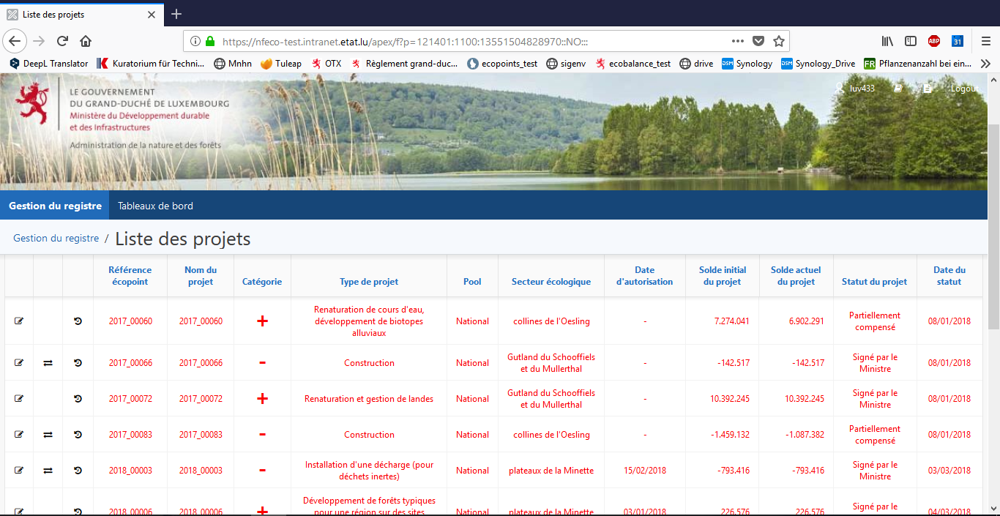 Liste des projets
https://nfeco-test.intranet.etat.lu/apex/f?p=121401:1100:13551504828970::NO:::
ABP
31
DeepL Translator
Kuratorium für Techni...
Mnhn
Tuleap
OTX
Règlement grand-duc...
ecopoints_test
sigenv
ecobalance_test
drive
DSM
Synology
DSM
Synology_Drive
FR
Pflanzenanzahl bei ein...
LE GOUVERNEMENT
DU GRAND-DUCHÉ DE LUXEMBOURG
Ministère du Développement durable
et des Infrastructures
Administration de la nature et des forêts
luv433
Logout
Gestion du registre
Tableaux de bord
Gestion du registre / Liste des projets
Référence
écopoint
Nom du
projet
Catégorie
Type de projet
Pool
Secteur écologique
Date
d'autorisation
Solde initial
du projet
Solde actuel
du projet
Statut du projet
Date du
statut
2017_00060
2017_00060
+
Renaturation de cours d'eau,
développement de biotopes
alluviaux
National
collines de l'Oesling
-
7.274.041
6.902.291
Partiellement
compensé
08/01/2018
2017_00066
2017_00066
-
Construction
National
Gutland du Schooffiels
et du Mullerthal
-
-142.517
-142.517
Signé par le
Ministre
08/01/2018
2017_00072
2017_00072
+
Renaturation et gestion de landes
National
Gutland du Schooffiels
et du Mullerthal
-
10.392.245
10.392.245
Signé par le
Ministre
08/01/2018
2017_00083
2017_00083
-
Construction
National
collines de l'Oesling
-
-1.459.132
-1.087.382
Partiellement
compensé
08/01/2018
2018_00003
2018_00003
-
Installation d'une décharge (pour
déchets inertes)
National
plateaux de la Minette
15/02/2018
-793.416
-793.416
Signé par le
Ministre
03/03/2018
2018_00006
2018_00006
+
Développement de forêts typiques
pour une région sur des sites
National
plateaux de la Minette
03/01/2018
226.576
226.576
Signé par le
04/03/2018